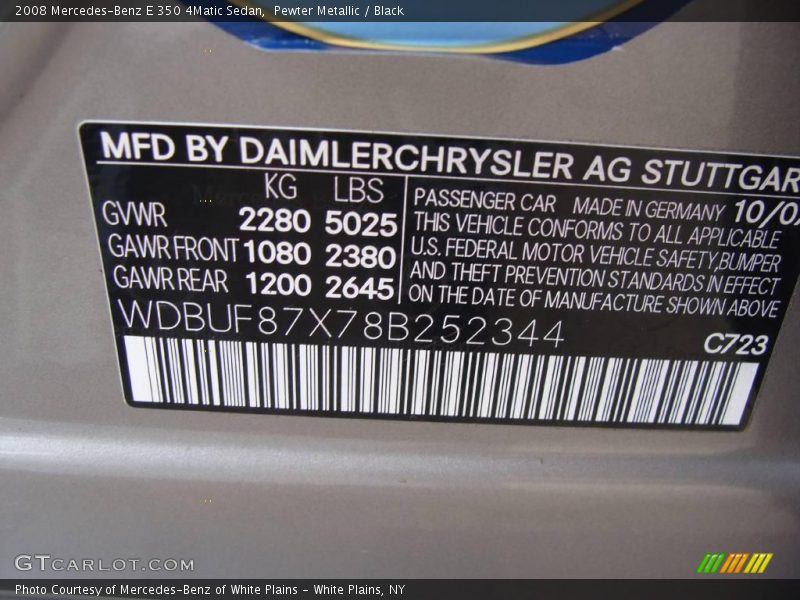 2008 Mercedes-Benz E 350 4Matic Sedan, Pewter Metallic / Black
MFD BY DAIMLERCHRYSLER AG STUTTGAR
KG LBS
GVWR 2280 5025
GAWR FRONT 1080 2380
GAWR REAR 1200 2645
PASSENGER CAR MADE IN GERMANY 10/0
THIS VEHICLE CONFORMS TO ALL APPLICABLE
U.S. FEDERAL MOTOR VEHICLE SAFETY,BUMPER
AND THEFT PREVENTION STANDARDS IN EFFECT
ON THE DATE OF MANUFACTURE SHOWN ABOVE
WDBUF87X78B252344
C723
GTCARLOT.COM
Photo Courtesy of Mercedes-Benz of White Plains - White Plains, NY